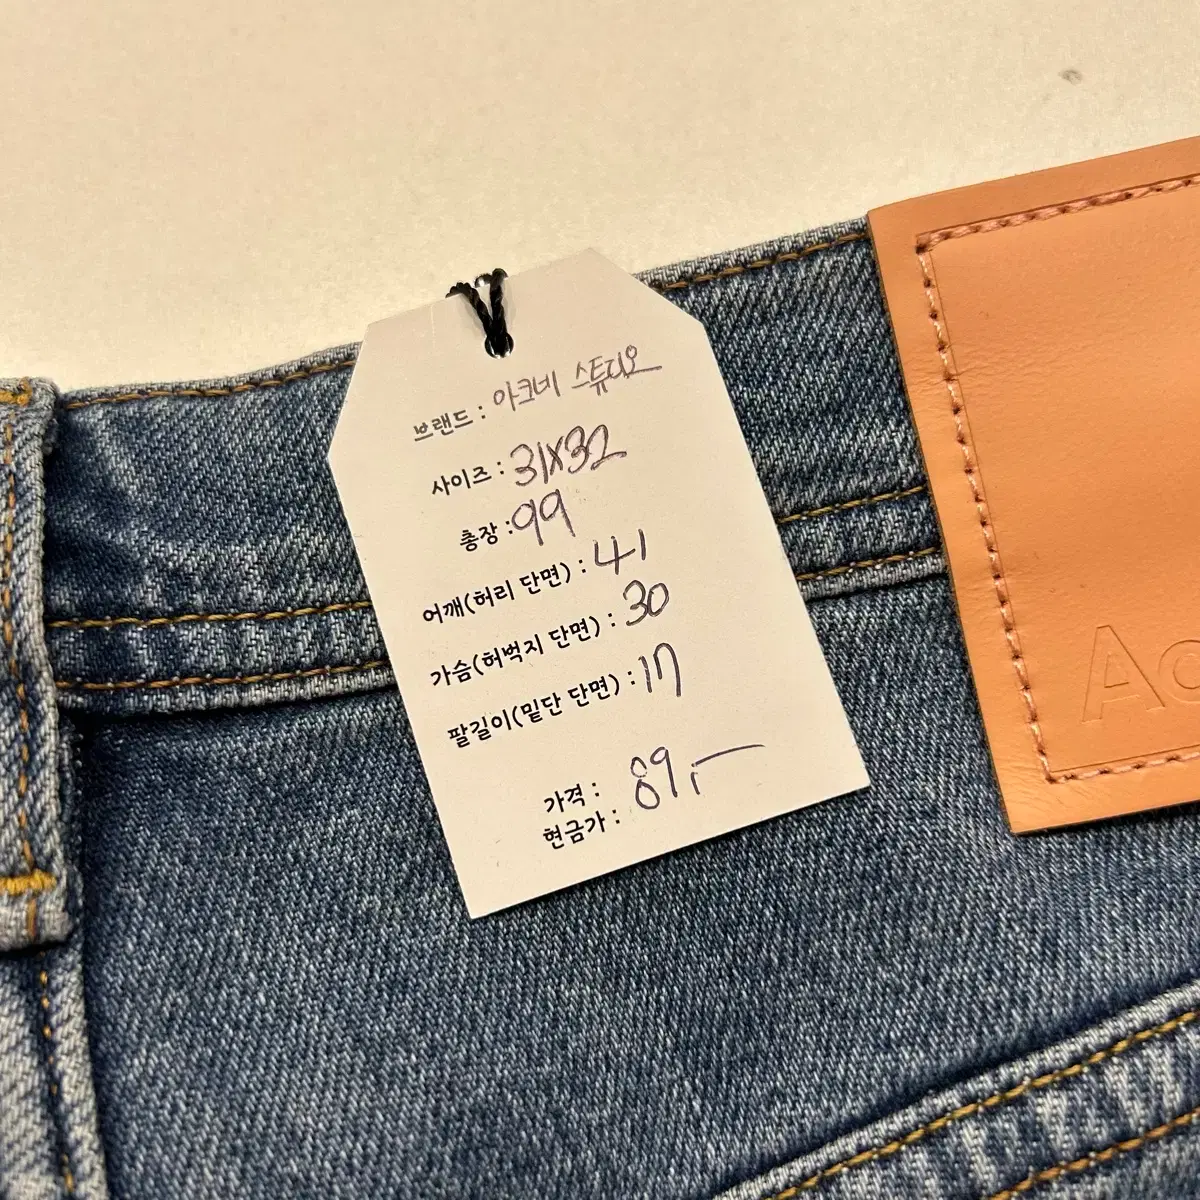 브랜드 : 아크네 스튜디오
사이즈 : 31x32
총장 : 99
어깨(허리 단면) : 41
가슴(허벅지 단면) : 30
팔길이(밑단 단면) : 17
가격 : 89,-
현금가 :
Ac